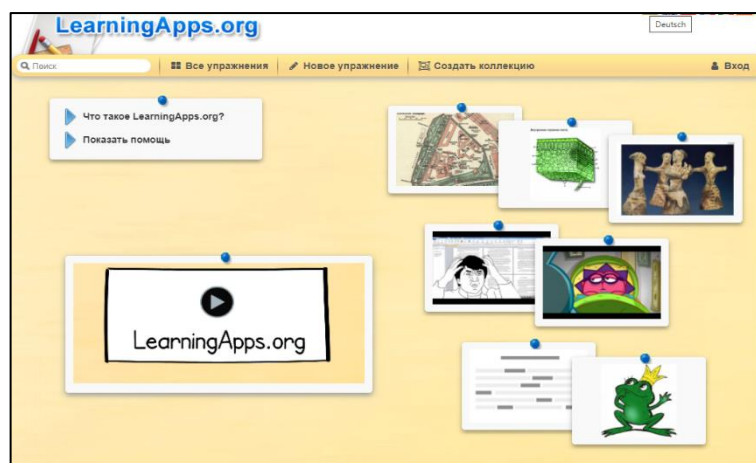 LearningApps.org
Deutsch
Поиск
Все упражнения
Новое упражнение
Создать коллекцию
Вход
Что такое LearningApps.org?
Показать помощь
LearningApps.org